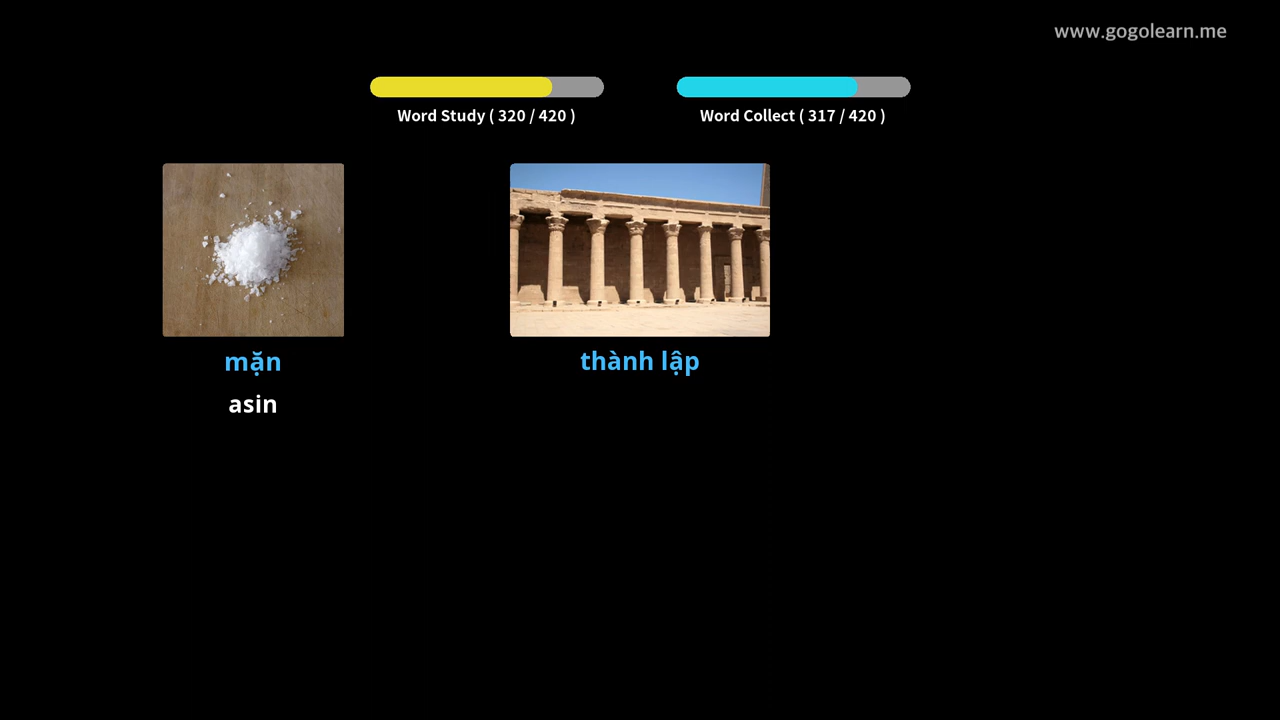 www.gogolearn.me
Word Study ( 320 / 420 )
Word Collect ( 317 / 420 )
mặn
thành lập
asin